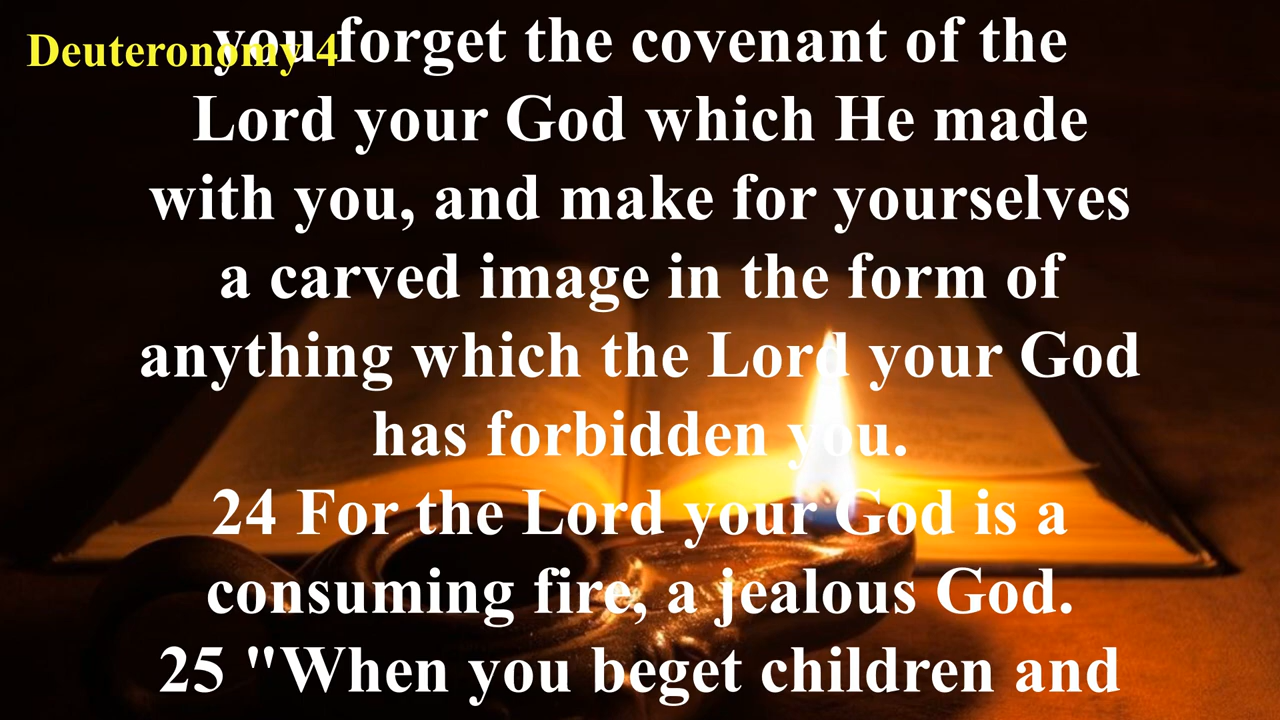 Deuteronomy 4
you forget the covenant of the
Lord your God which He made
with you, and make for yourselves
a carved image in the form of
anything which the Lord your God
has forbidden you.
24 For the Lord your God is a
consuming fire, a jealous God.
25 "When you beget children and